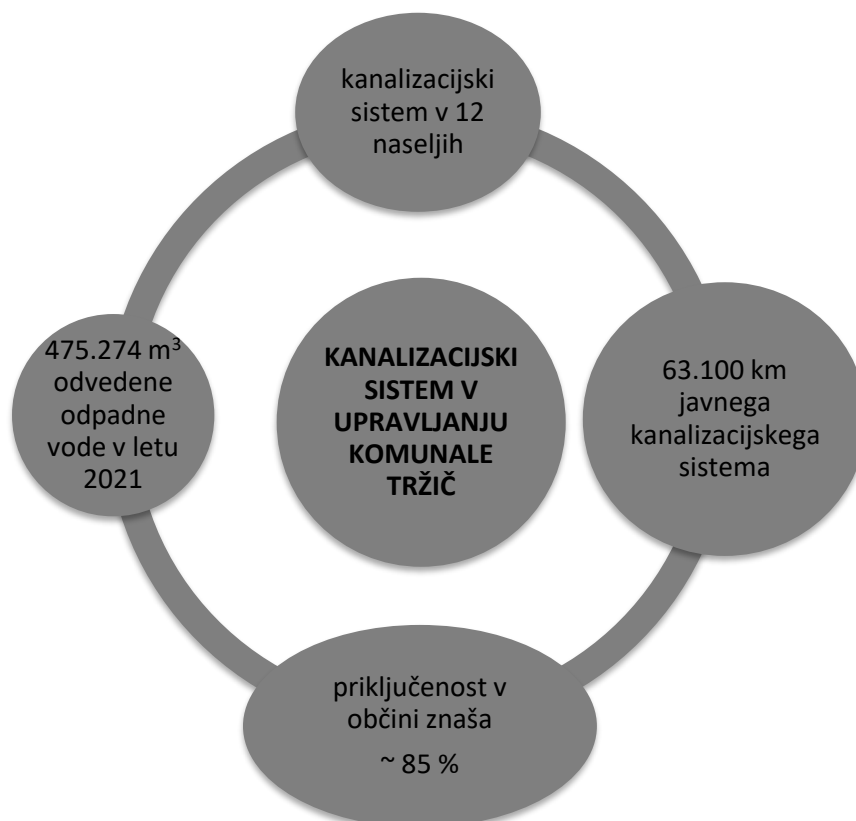 kanalizacijski
sistem v 12
naseljih
475.274 m³
odvedene
odpadne
vode v letu
2021
KANALIZACIJSKI
SISTEM V
UPRAVLJANJU
KOMUNALE
TRŽIČ
63.100 km
javnega
kanalizacijskega
sistema
priključenost v
občini znaša
~ 85 %